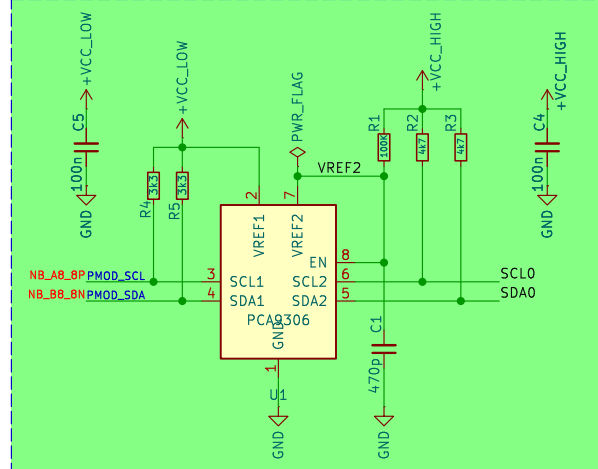 +VCC_LOW
+VCC_LOW
PWR_FLAG
+VCC_HIGH
+VCC_HIGH
C5
100n
GND
R4
3k3
R5
3k3
R1
100K
R2
4k7
R3
4k7
C4
100n
GND
VREF2
2
7
VREF1
VREF2
EN
8
NB_A8_8P PMOD_SCL
3
SCL1
SCL2
6
SCL0
NB_B8_8N PMOD_SDA
4
SDA1
SDA2
5
SDA0
PCA9306
GND
1
U1
GND
C1
470p
GND